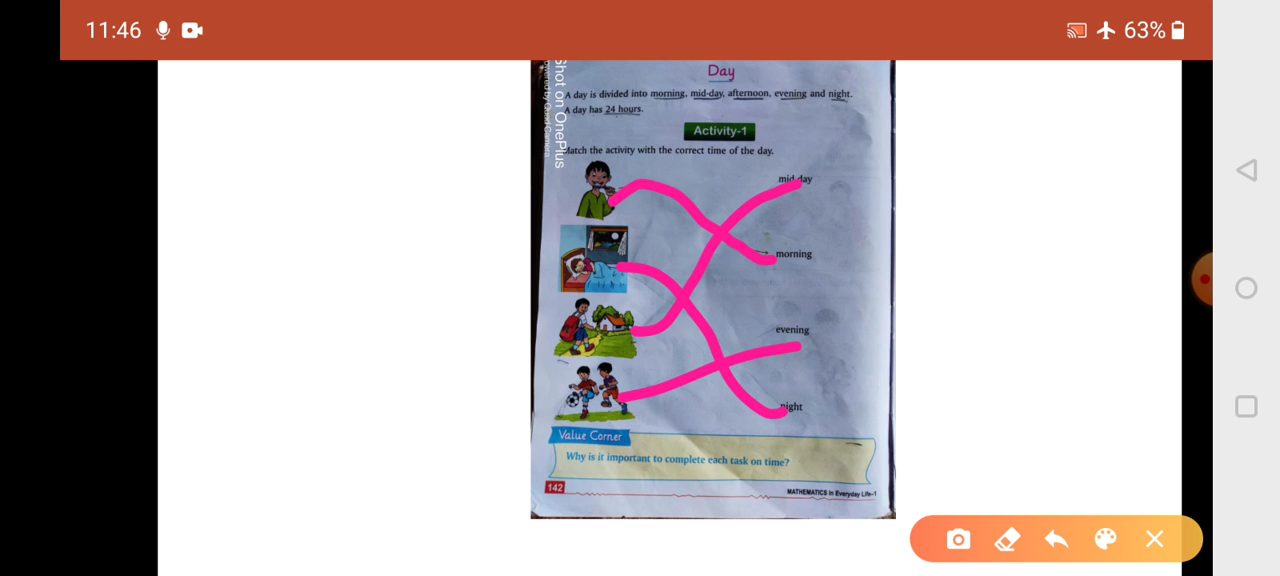 11:46
63%
Shot on OnePlus
Day
A day is divided into morning, mid-day, afternoon, evening and night.
A day has 24 hours.
Activity-1
Match the activity with the correct time of the day.
mid-day
morning
evening
night
Value Corner
Why is it important to complete each task on time?
142
MATHEMATICS in Everyday Life-1